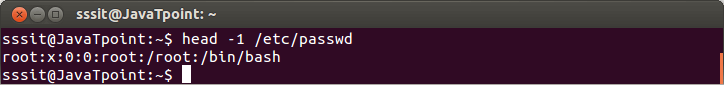 sssit@JavaTpoint: ~
sssit@JavaTpoint:~$ head -1 /etc/passwd
root:x:0:0:root:/root:/bin/bash
sssit@JavaTpoint:~$